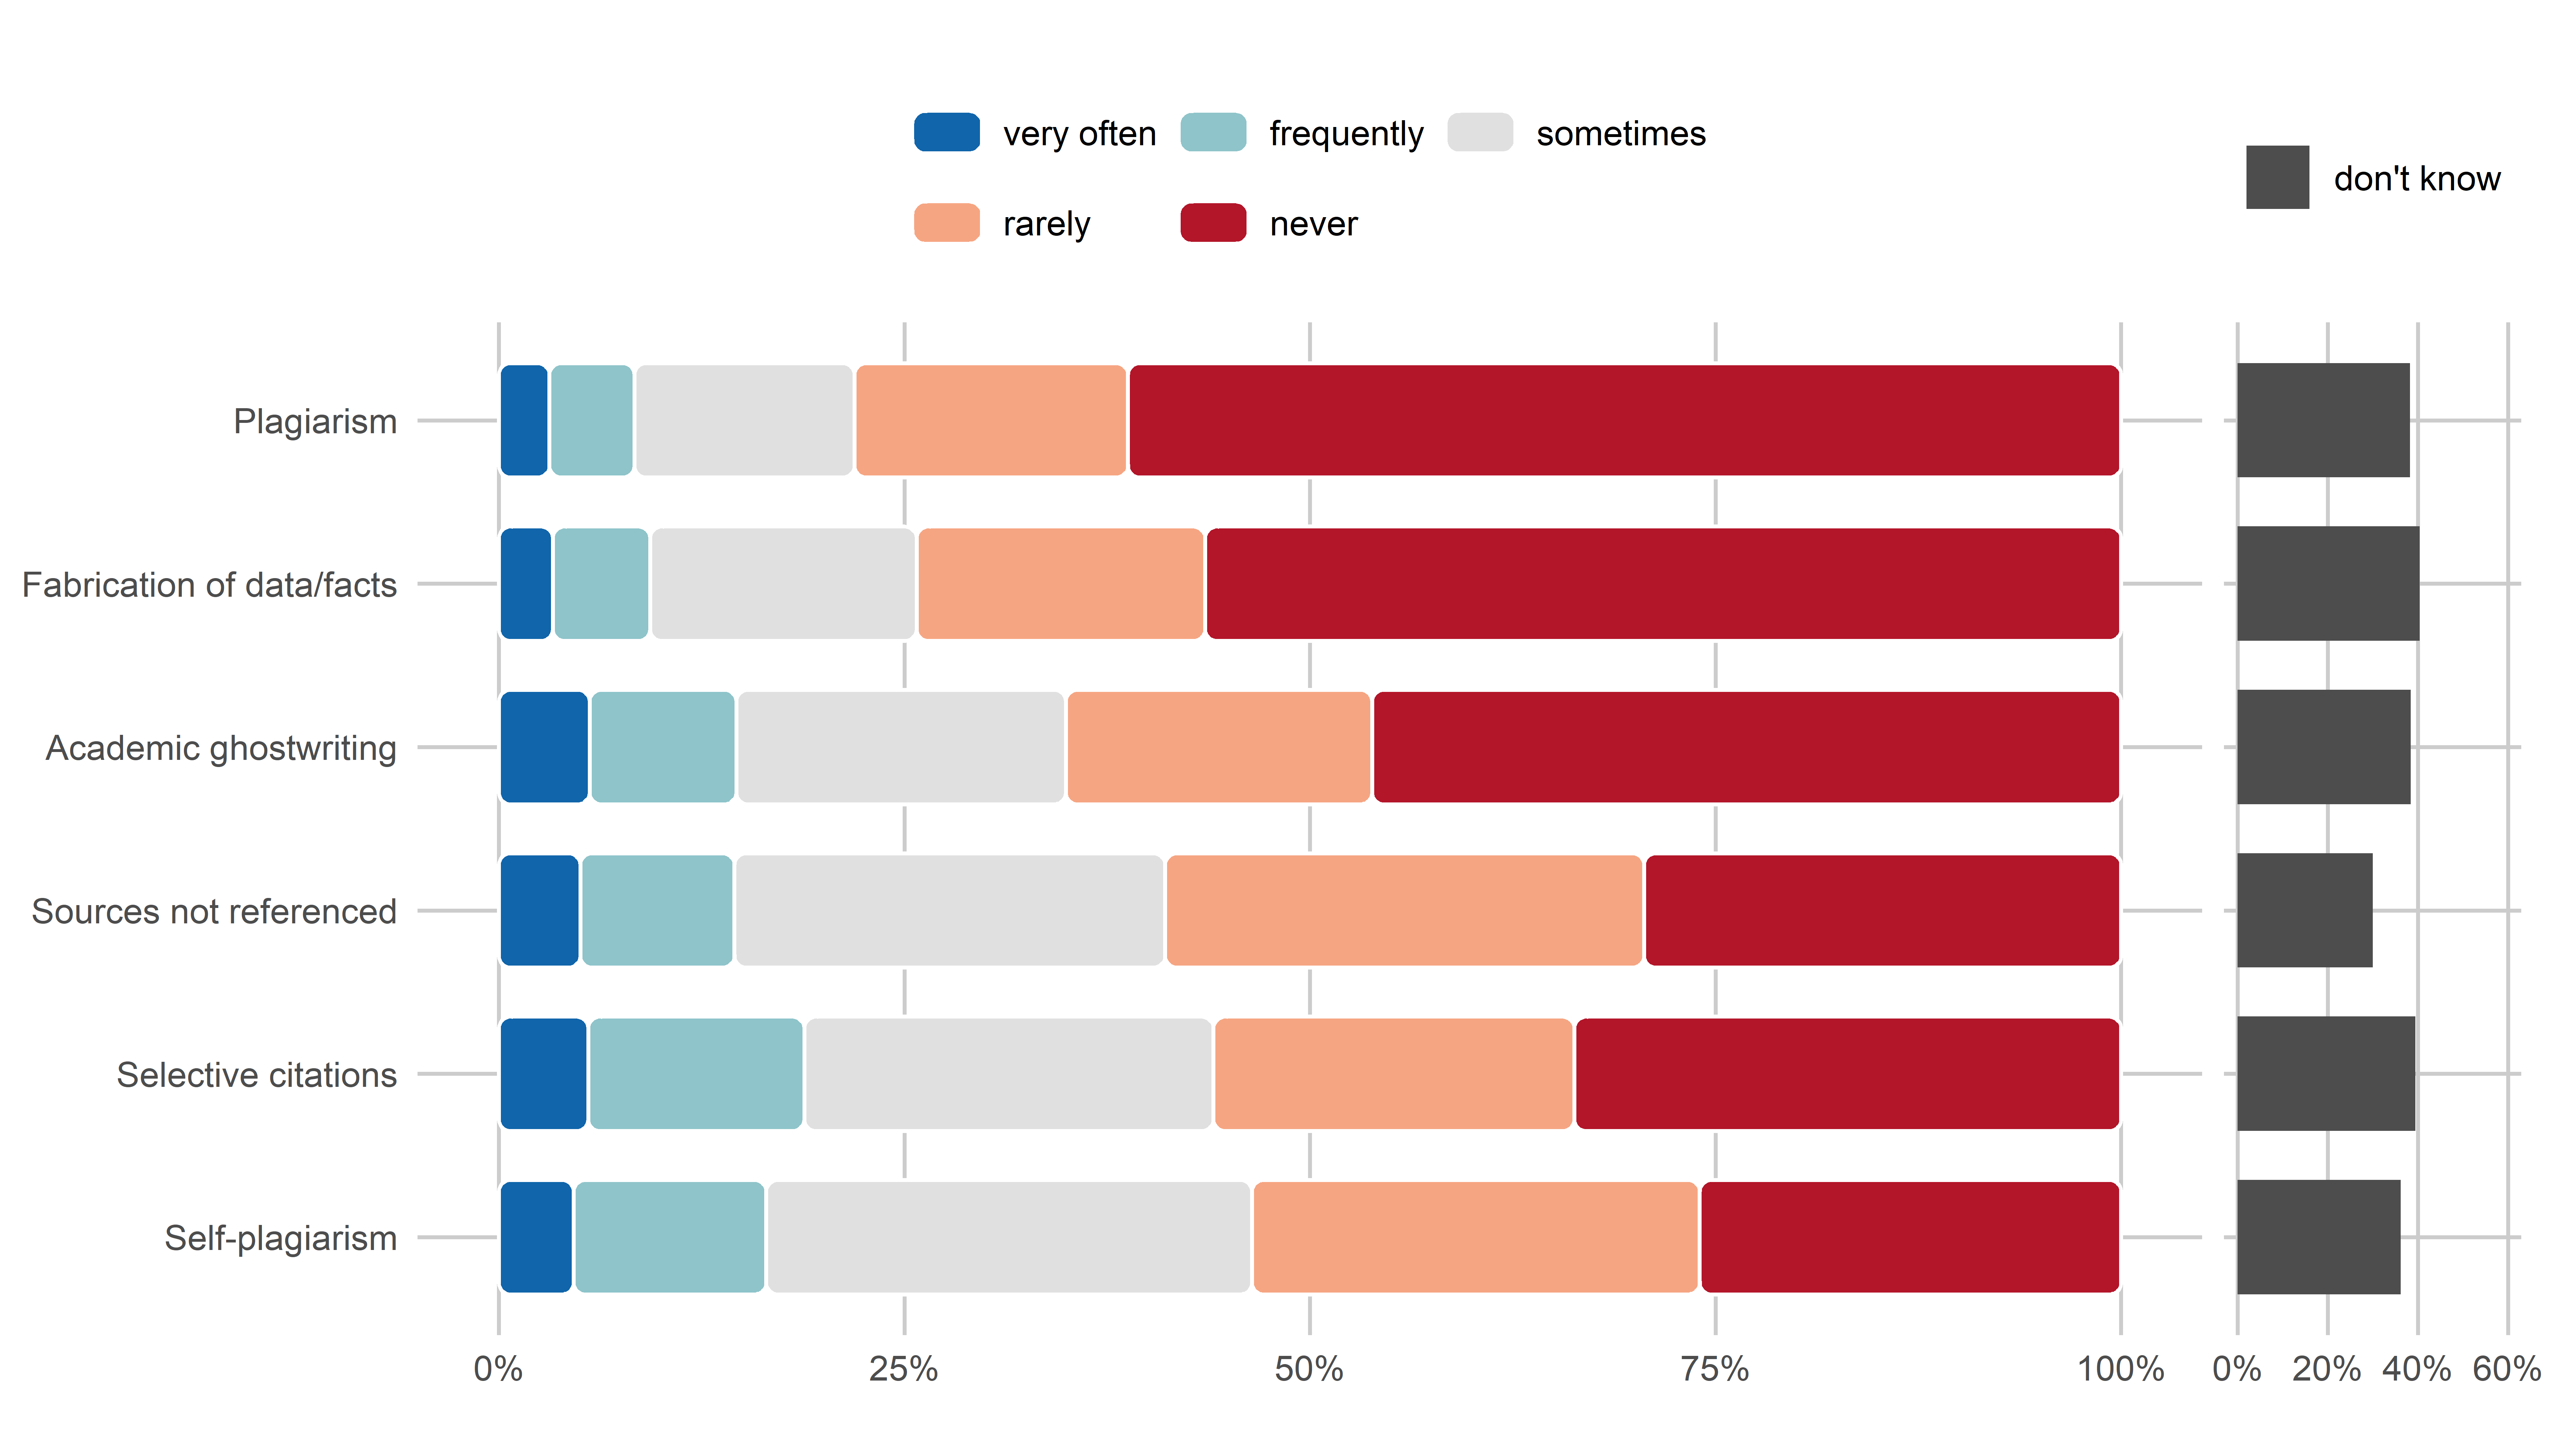 very often frequently sometimes
rarely never
don't know
Plagiarism
Fabrication of data/facts
Academic ghostwriting
Sources not referenced
Selective citations
Self-plagiarism
0% 25% 50% 75% 100% 0% 20% 40% 60%